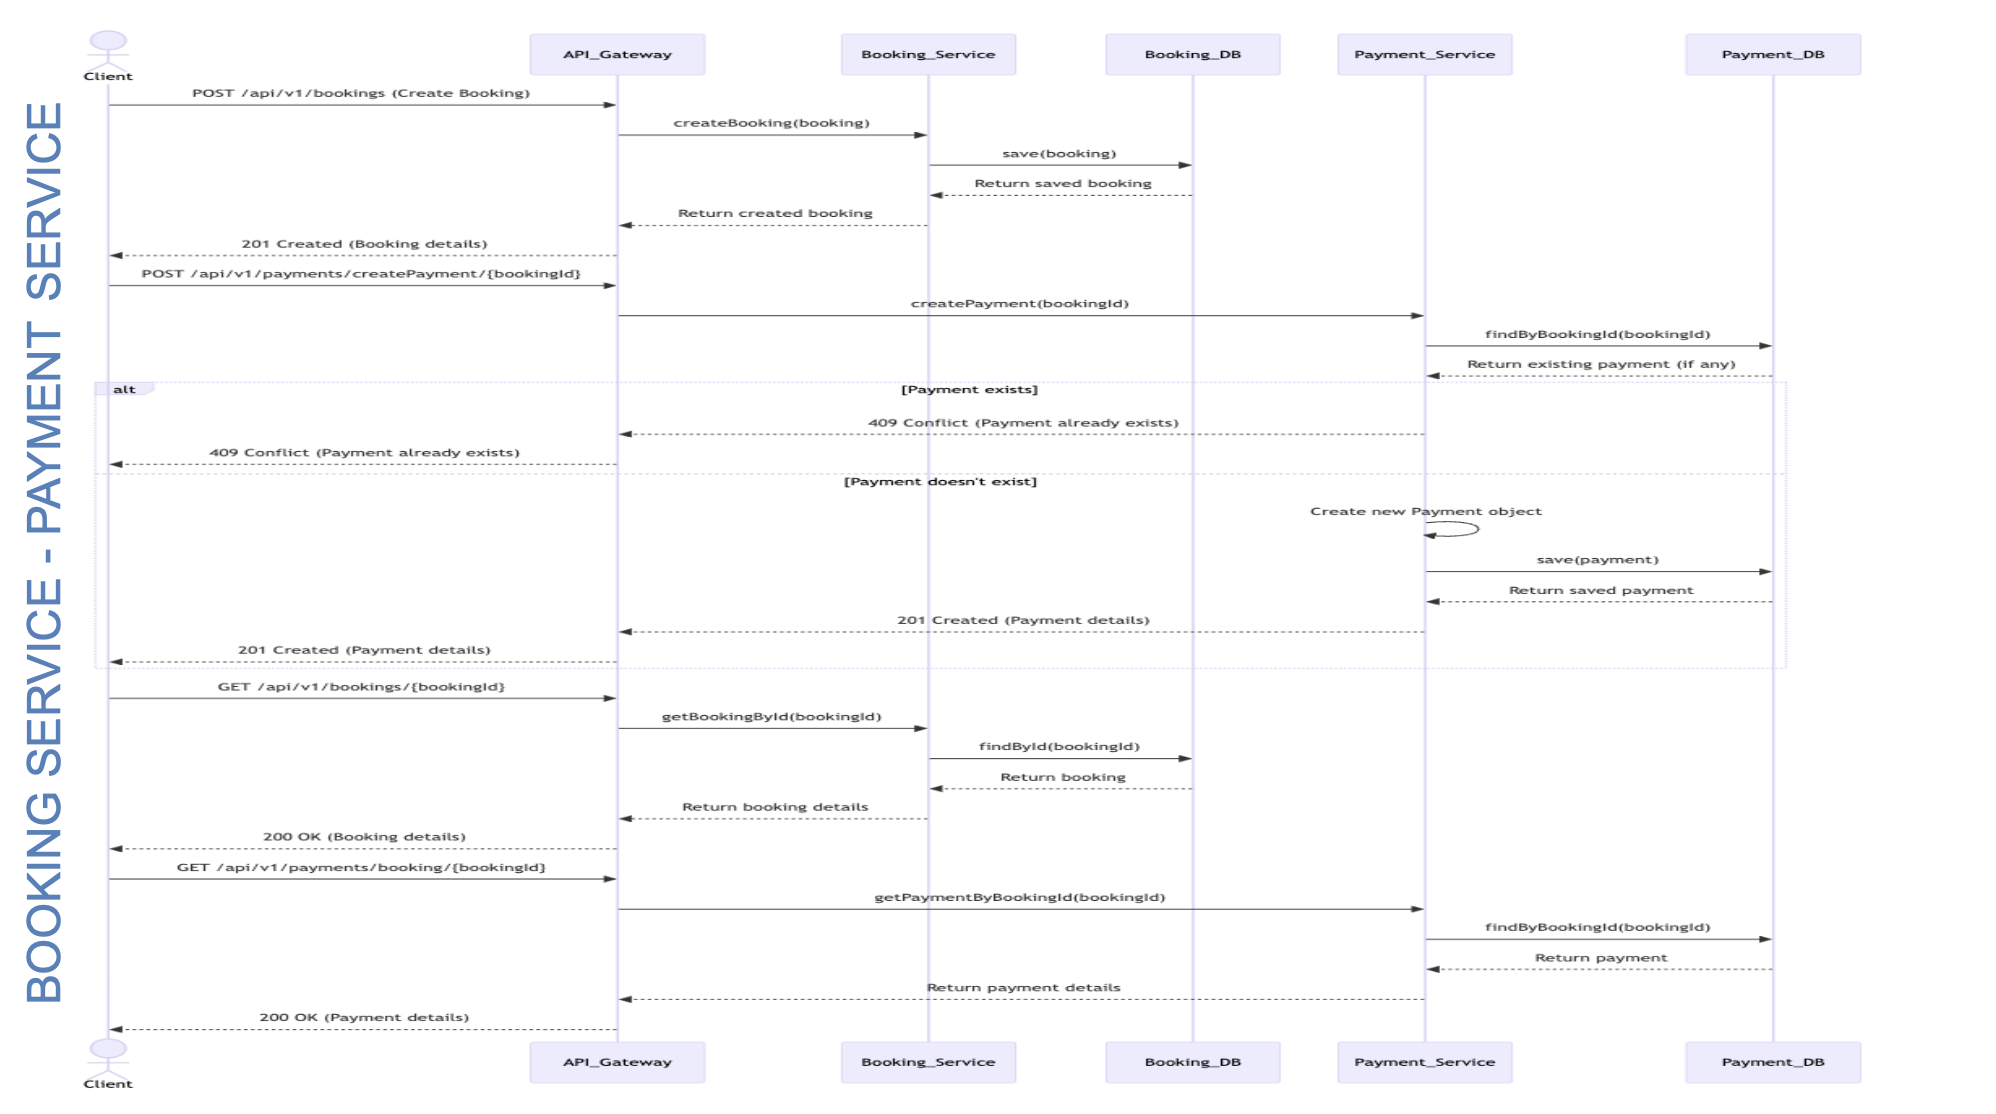 BOOKING SERVICE - PAYMENT SERVICE
Client
API_Gateway
Booking_Service
Booking_DB
Payment_Service
Payment_DB
POST /api/v1/bookings (Create Booking)
createBooking(booking)
save(booking)
Return saved booking
Return created booking
201 Created (Booking details)
POST /api/v1/payments/createPayment/{bookingId}
createPayment(bookingId)
findByBookingId(bookingId)
Return existing payment (if any)
alt
[Payment exists]
409 Conflict (Payment already exists)
409 Conflict (Payment already exists)
[Payment doesn't exist]
Create new Payment object
save(payment)
Return saved payment
201 Created (Payment details)
201 Created (Payment details)
GET /api/v1/bookings/{bookingId}
getBookingById(bookingId)
findById(bookingId)
Return booking
Return booking details
200 OK (Booking details)
GET /api/v1/payments/booking/{bookingId}
getPaymentByBookingId(bookingId)
findByBookingId(bookingId)
Return payment
Return payment details
200 OK (Payment details)
Client
API_Gateway
Booking_Service
Booking_DB
Payment_Service
Payment_DB